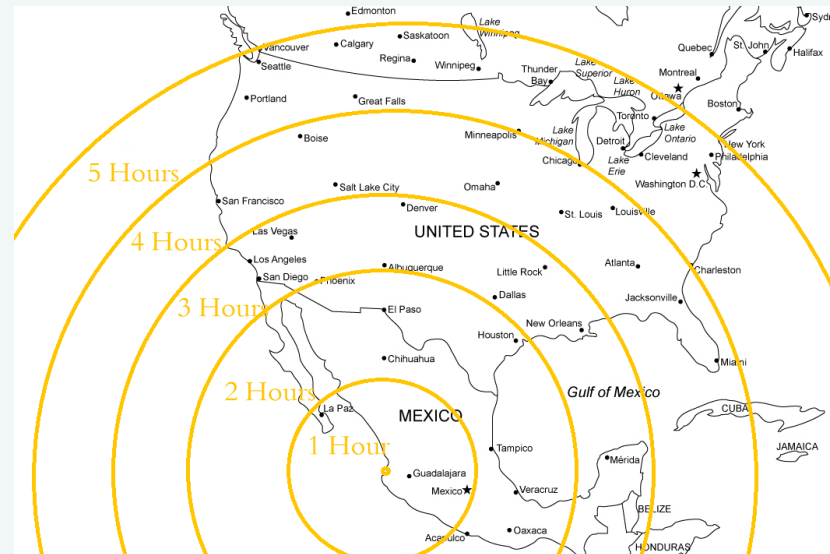 Edmonton
Lake
Winnipeg
Saskatoon
Sydn
Vancouver
Calgary
Quebec
St. John
Halifax
Seattle
Regina
Winnipeg
Thunder
Bay
Lake
Superior
Montreal
Lake
Huron
Ottawa
Portland
Great Falls
Boston
Toronto
Boise
Minneapolis
Lake
Michigan
Lake
Ontario
Detroit
New York
Chicago
Lake
Erie
Cleveland
Philadelphia
5 Hours
Salt Lake City
Omaha
Washington D.C.
San Francisco
Denver
St. Louis
Louisville
4 Hours
Las Vegas
UNITED STATES
Los Angeles
Albuquerque
Little Rock
Atlanta
Charleston
San Diego
Phoenix
Dallas
Jacksonville
3 Hours
El Paso
New Orleans
Houston
Chihuahua
Miami
2 Hours
Gulf of Mexico
La Paz
MEXICO
CUBA
1 Hour
Tampico
JAMAICA
Mérida
Guadalajara
Mexico
Veracruz
BELIZE
Acapulco
Oaxaca
HONDURAS